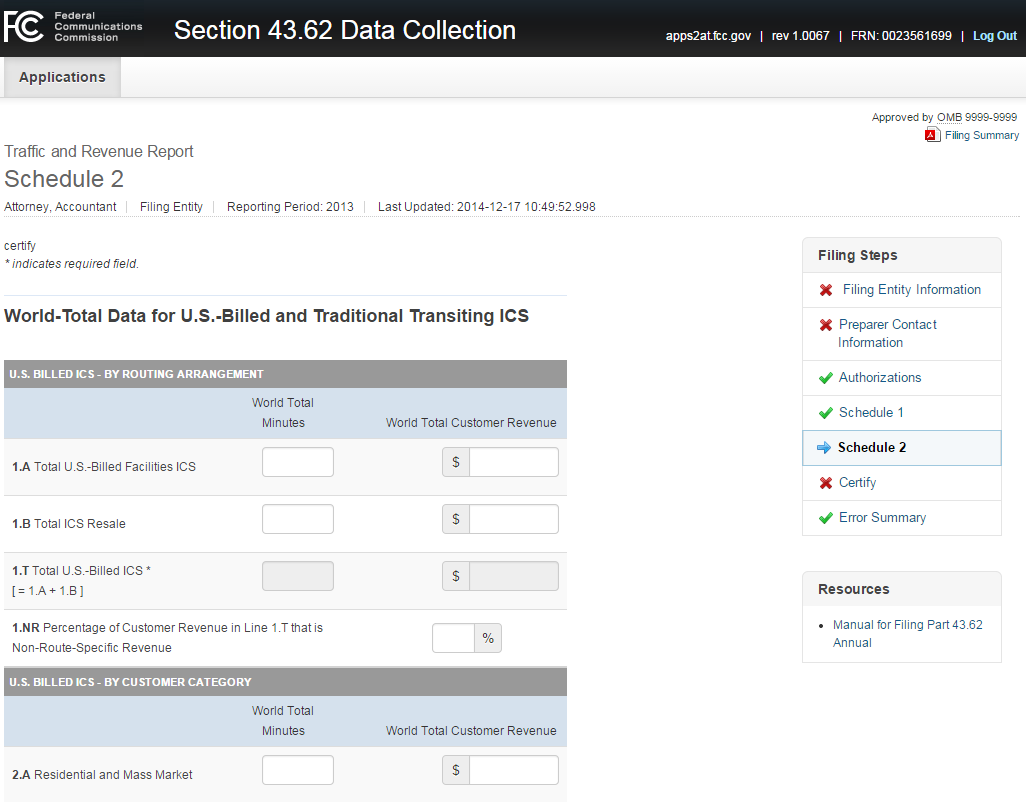 FCC
Federal
Communications
Commission
Section 43.62 Data Collection
apps2at.fcc.gov | rev 1.0067 | FRN: 0023561699 | Log Out
Applications
Approved by OMB 9999-9999
Filing Summary
Traffic and Revenue Report
Schedule 2
Attorney, Accountant | Filing Entity | Reporting Period: 2013 | Last Updated: 2014-12-17 10:49:52.998
certify
* indicates required field.
World-Total Data for U.S.-Billed and Traditional Transiting ICS
U.S. BILLED ICS - BY ROUTING ARRANGEMENT
World Total
Minutes
World Total Customer Revenue
1.A Total U.S.-Billed Facilities ICS
$
1.B Total ICS Resale
$
1.T Total U.S.-Billed ICS *
[ = 1.A + 1.B ]
$
1.NR Percentage of Customer Revenue in Line 1.T that is
Non-Route-Specific Revenue
%
U.S. BILLED ICS - BY CUSTOMER CATEGORY
World Total
Minutes
World Total Customer Revenue
2.A Residential and Mass Market
$
Filing Steps
Filing Entity Information
Preparer Contact
Information
Authorizations
Schedule 1
Schedule 2
Certify
Error Summary
Resources
• Manual for Filing Part 43.62
Annual